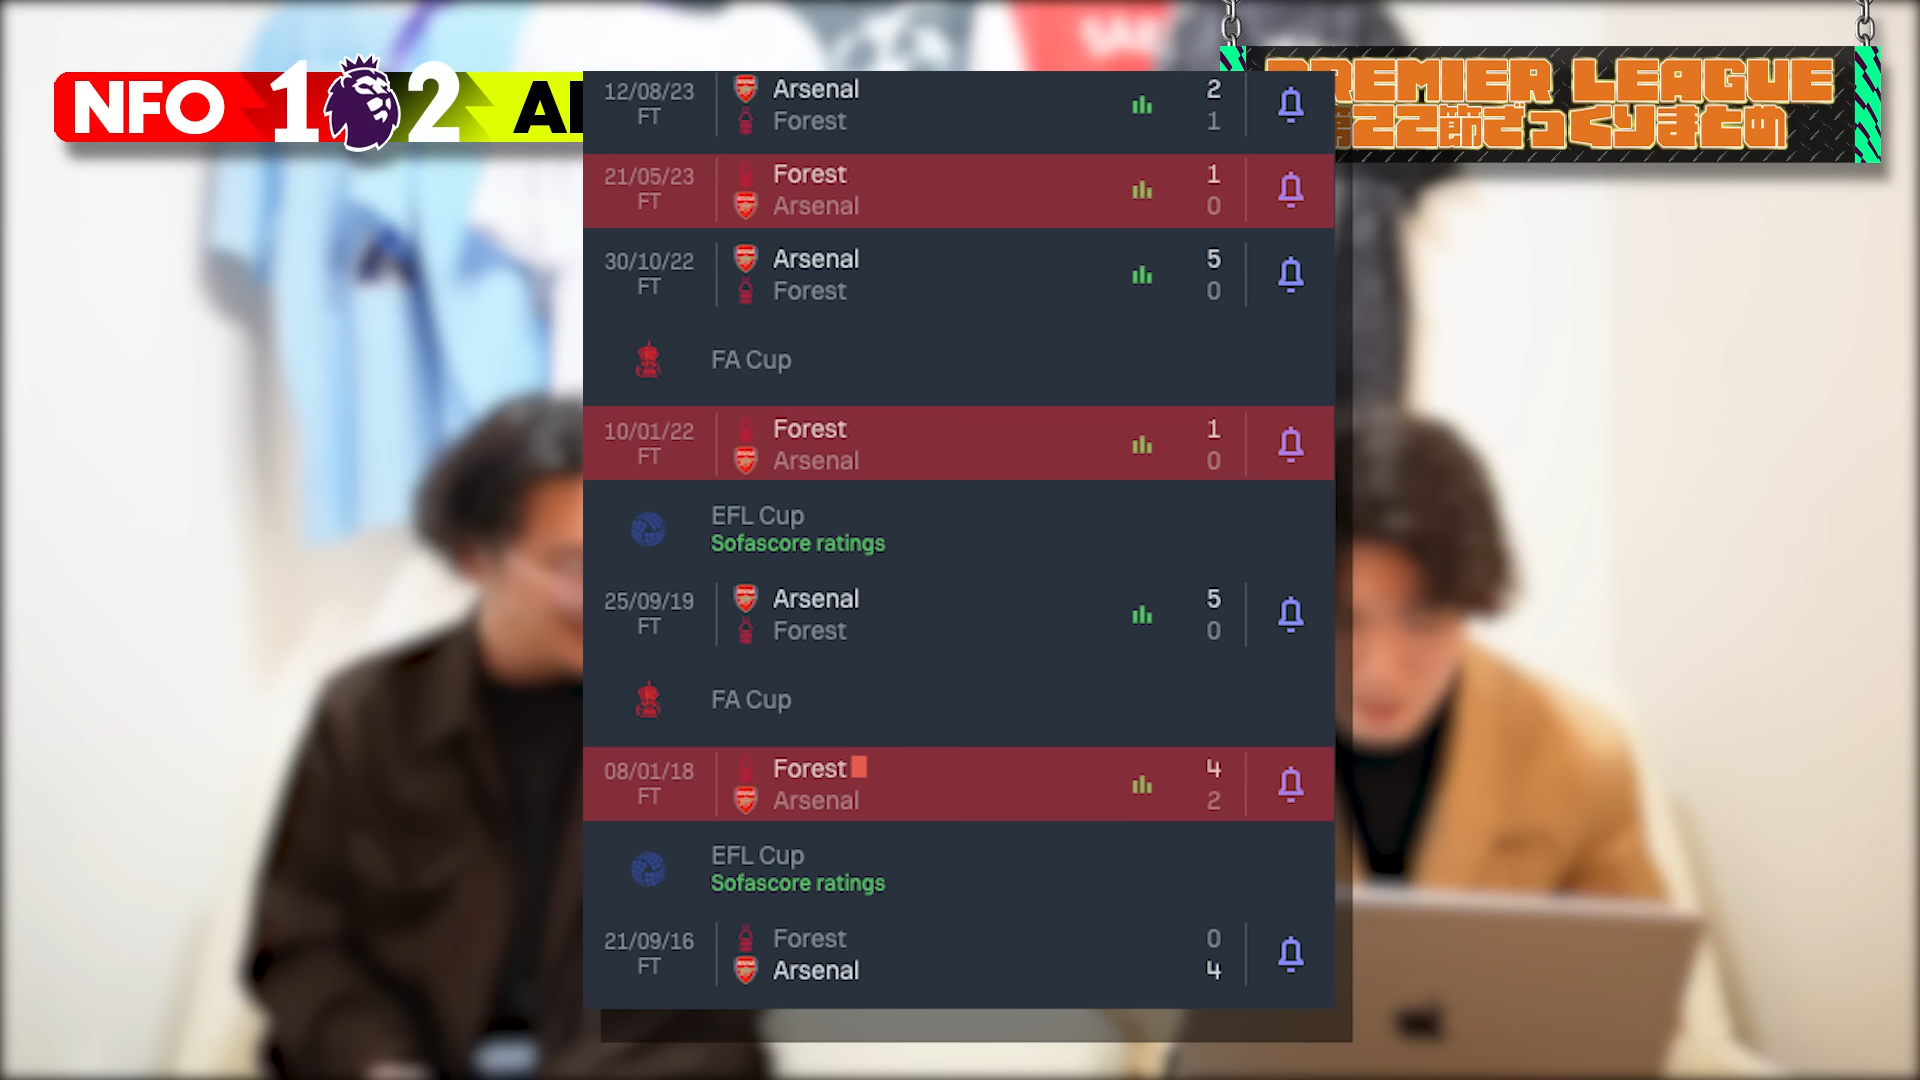 NFO 1 2
PREMIER LEAGUE
第22節ざっくりまとめ
12/08/23
FT
Arsenal 2
Forest 1
21/05/23
FT
Forest 1
Arsenal 0
30/10/22
FT
Arsenal 5
Forest 0
FA Cup
10/01/22
FT
Forest 1
Arsenal 0
EFL Cup
Sofascore ratings
25/09/19
FT
Arsenal 5
Forest 0
FA Cup
08/01/18
FT
Forest 4
Arsenal 2
EFL Cup
Sofascore ratings
21/09/16
FT
Forest 0
Arsenal 4